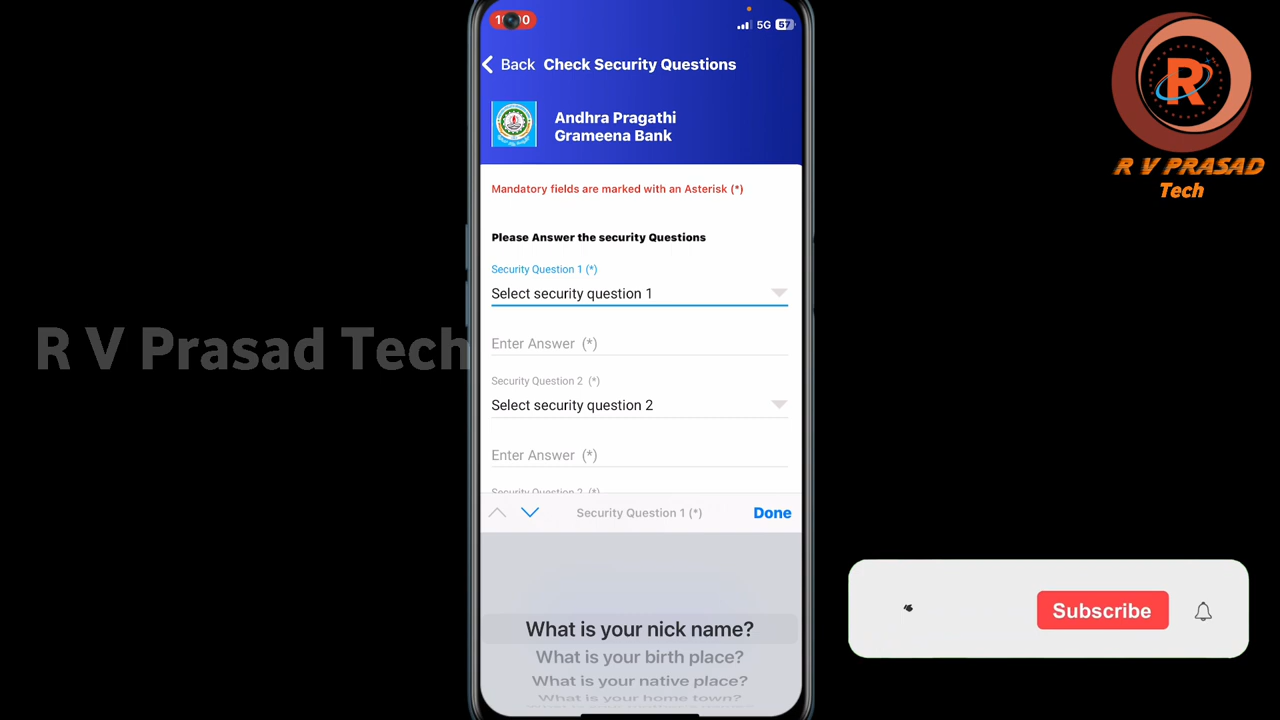 5G 57
Back Check Security Questions
Andhra Pragathi
Grameena Bank
Mandatory fields are marked with an Asterisk (*)
Please Answer the security Questions
Security Question 1 (*)
Select security question 1
Enter Answer (*)
Security Question 2 (*)
Select security question 2
Enter Answer (*)
Security Question 1 (*)
Done
What is your nick name?
What is your birth place?
What is your native place?
What is your home town?
R V Prasad Tech
R
R V PRASAD
Tech
Subscribe